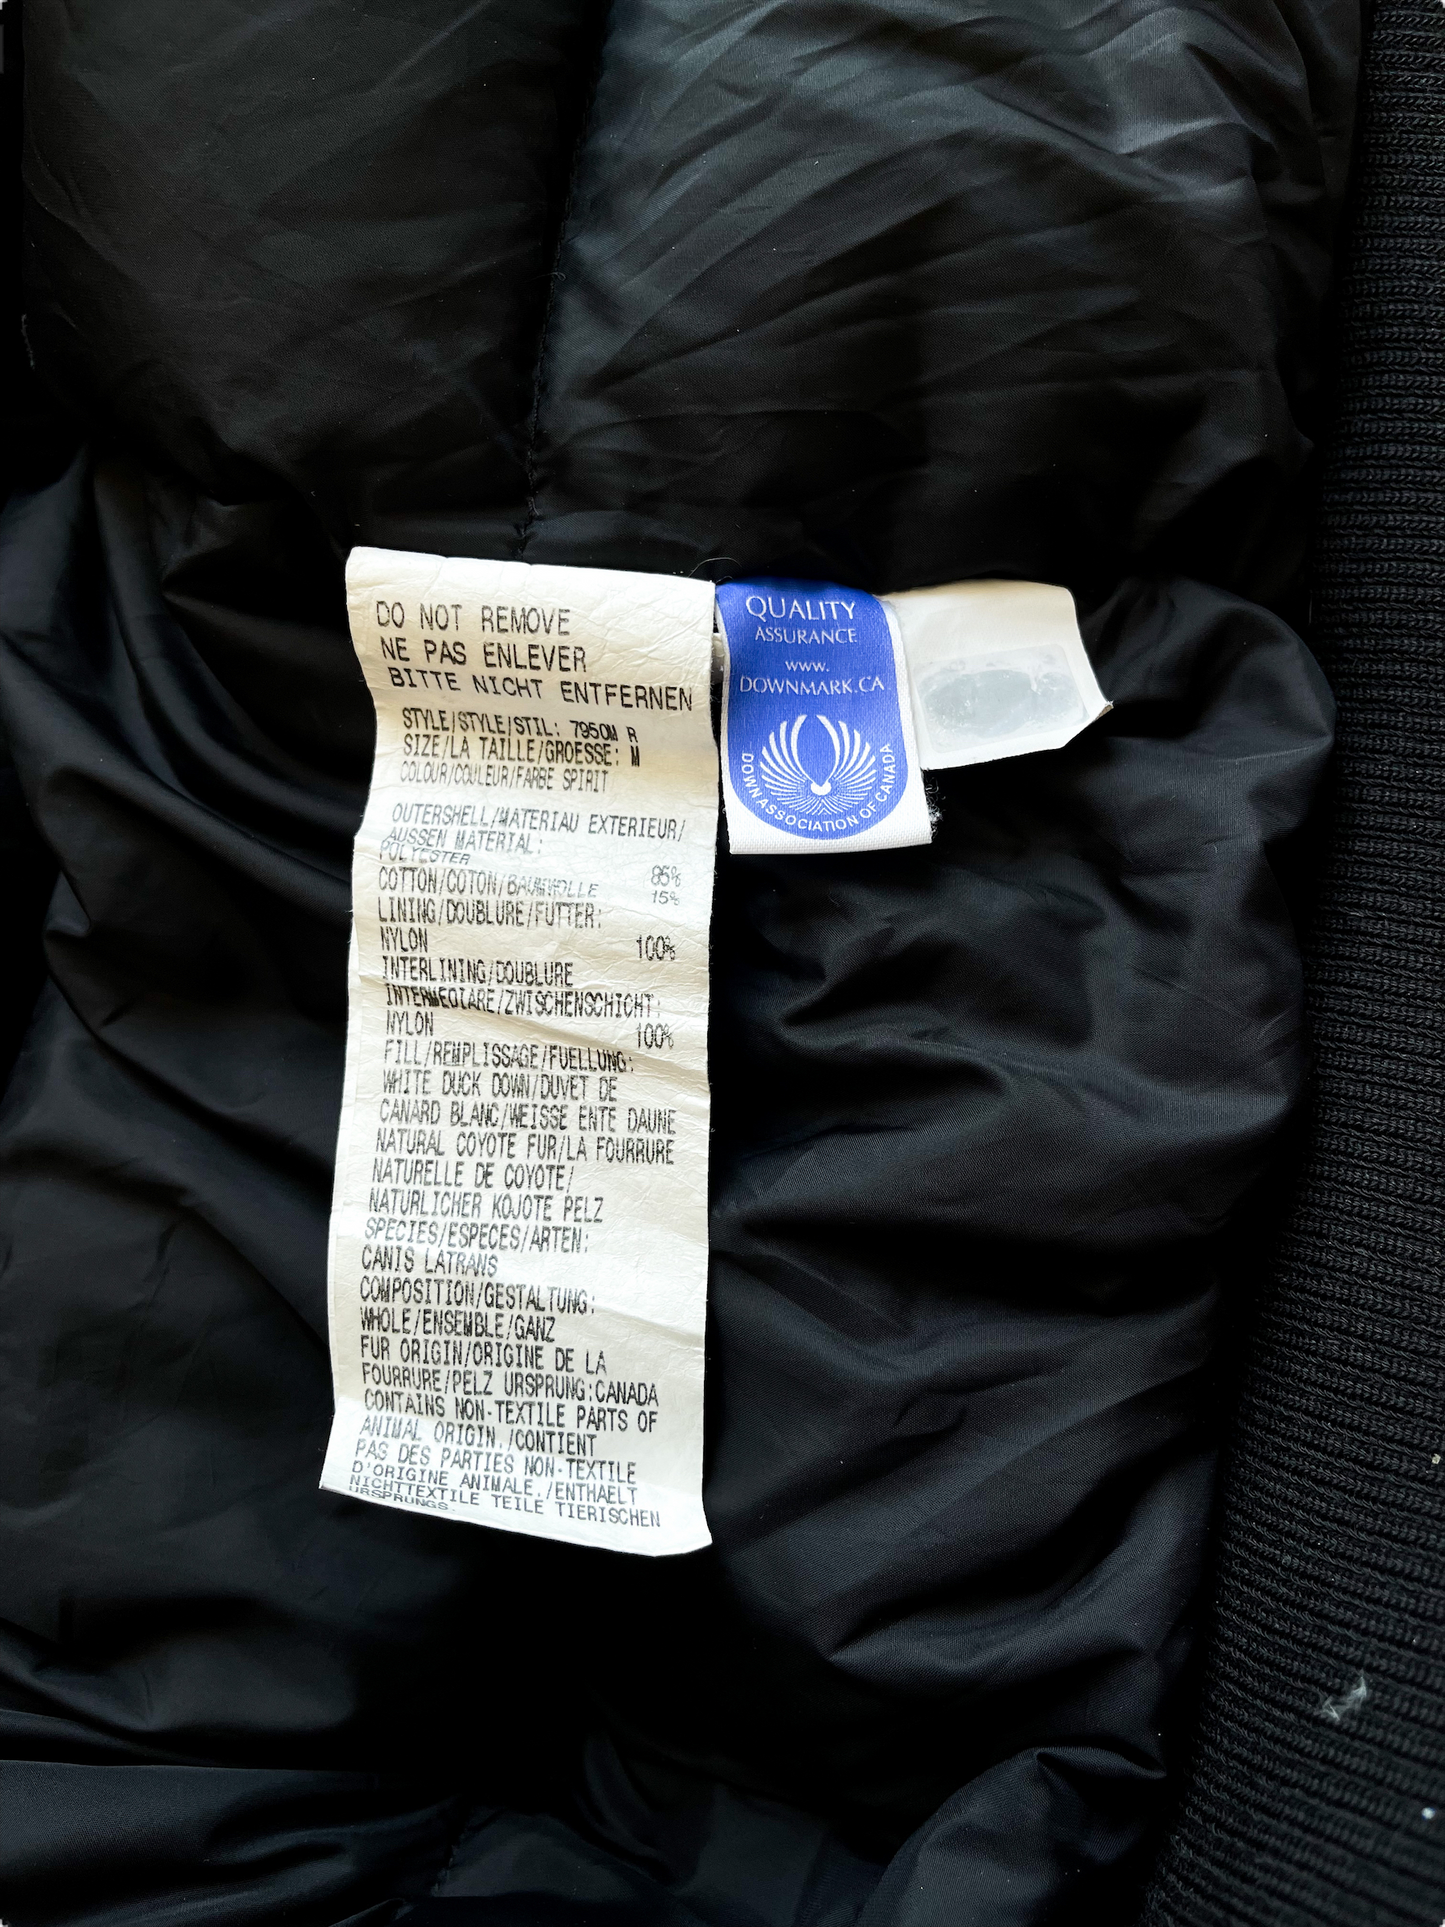 DO NOT REMOVE
NE PAS ENLEVER
BITTE NICHT ENTFERNEN
STYLE/STYLE/STIL: 7950M R
SIZE/LA TAILLE/GROESSE: M
COLOUR/COULEUR/FARBE SPIRIT
OUTERSHELL/MATERIAU EXTERIEUR/
AUSSEN MATERIAL:
POLYESTER 85%
COTTON/COTON/BAUMWOLLE 15%
LINING/DOUBLURE/FUTTER:
NYLON 100%
INTERLINING/DOUBLURE
INTERMEDIARE/ZWISCHENSCHICHT:
NYLON 100%
FILL/REMPLISSAGE/FUELLUNG:
WHITE DUCK DOWN/DUVET DE
CANARD BLANC/WEISSE ENTE DAUNE
NATURAL COYOTE FUR/LA FOURRURE
NATURELLE DE COYOTE/
NATURLICHER KOJOTE PELZ
SPECIES/ESPECES/ARTEN:
CANIS LATRANS
COMPOSITION/GESTALTUNG:
WHOLE/ENSEMBLE/GANZ
FUR ORIGIN/ORIGINE DE LA
FOURRURE/PELZ URSPRUNG:CANADA
CONTAINS NON-TEXTILE PARTS OF
ANIMAL ORIGIN./CONTIENT
PAS DES PARTIES NON-TEXTILE
D'ORIGINE ANIMALE./ENTHAELT
NICHTTEXTILE TEILE TIERISCHEN
URSPRUNGS.
QUALITY
ASSURANCE
www.
DOWNMARK.CA
DOWN ASSOCIATION OF CANADA